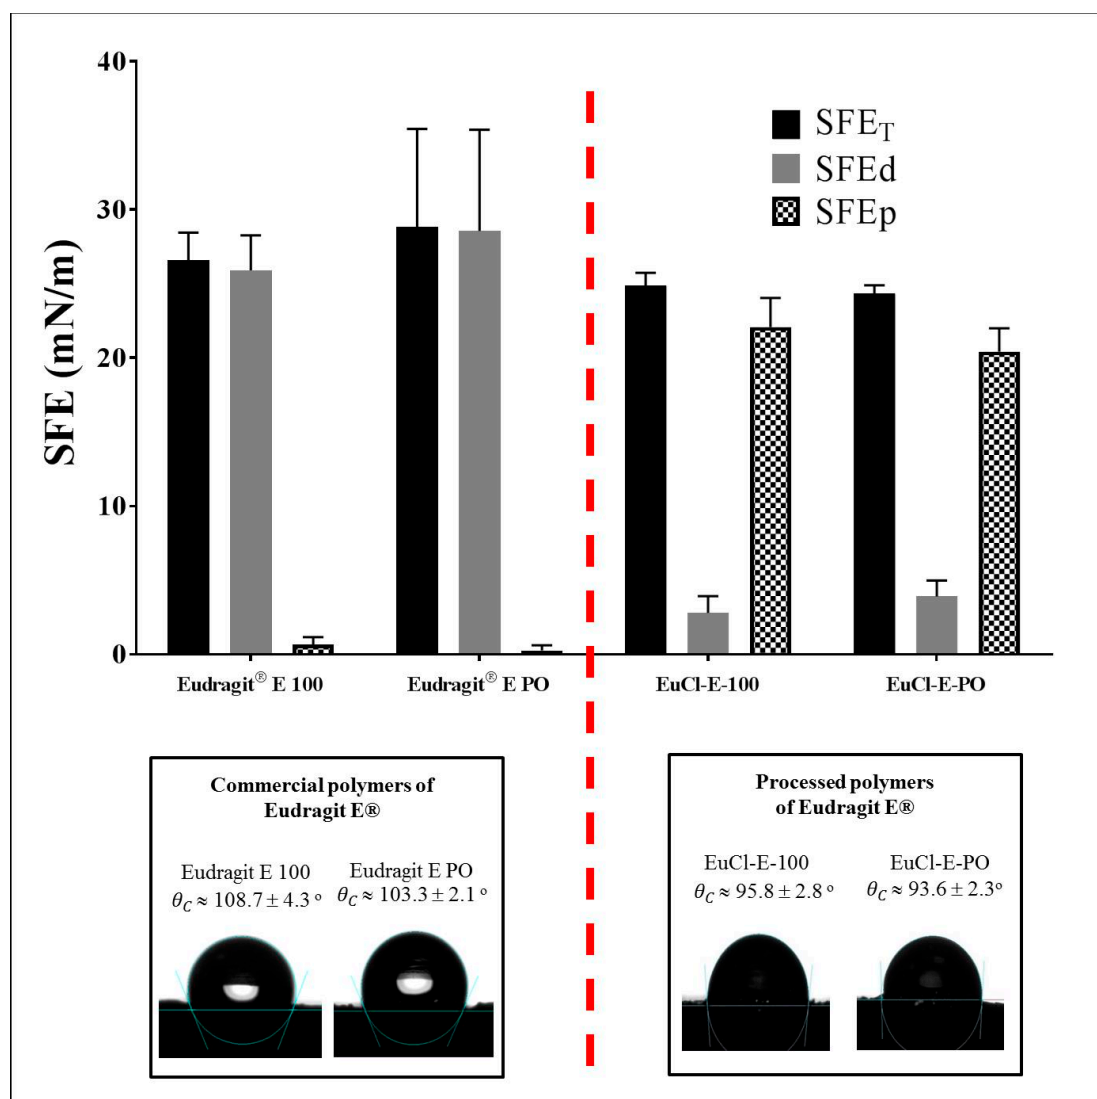 40
30
20
10
0
SFE (mN/m)
SFE_T
SFEd
SFEp
Eudragit® E 100
Eudragit® E PO
EuCl-E-100
EuCl-E-PO
Commercial polymers of
Eudragit E®
Eudragit E 100
θ_C ≈ 108.7 ± 4.3 °
Eudragit E PO
θ_C ≈ 103.3 ± 2.1 °
Processed polymers
of Eudragit E®
EuCl-E-100
θ_C ≈ 95.8 ± 2.8 °
EuCl-E-PO
θ_C ≈ 93.6 ± 2.3°